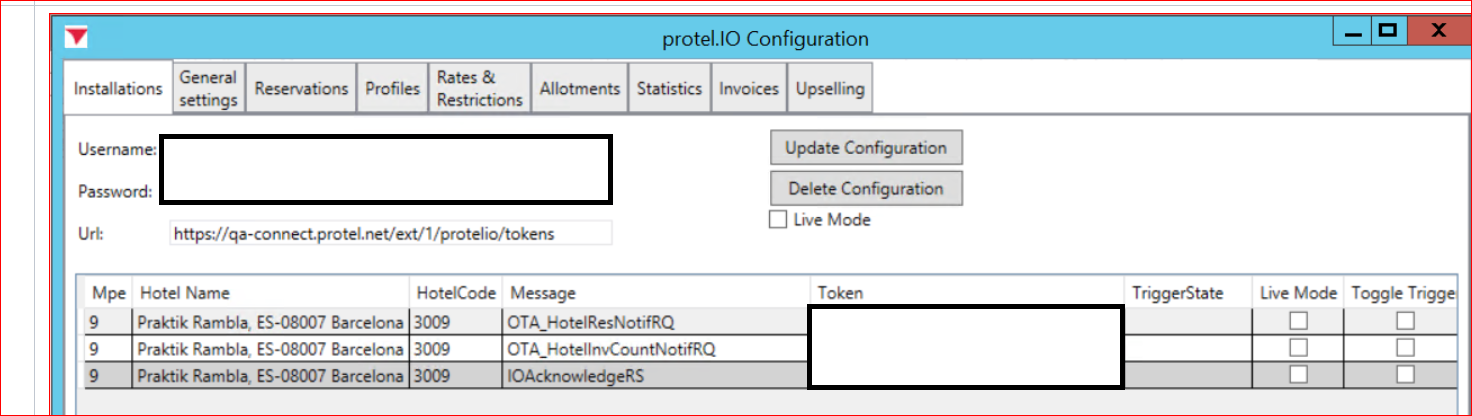 protel.IO Configuration
X
Installations
General settings
Reservations
Profiles
Rates & Restrictions
Allotments
Statistics
Invoices
Upselling
Username:
Update Configuration
Password:
Delete Configuration
Live Mode
Url: https://qa-connect.protel.net/ext/1/protelio/tokens
Mpe Hotel Name HotelCode Message Token TriggerState Live Mode Toggle Trigge
9 Praktik Rambla, ES-08007 Barcelona 3009 OTA_HotelResNotifRQ
9 Praktik Rambla, ES-08007 Barcelona 3009 OTA_HotelInvCountNotifRQ
9 Praktik Rambla, ES-08007 Barcelona 3009 IOAcknowledgeRS